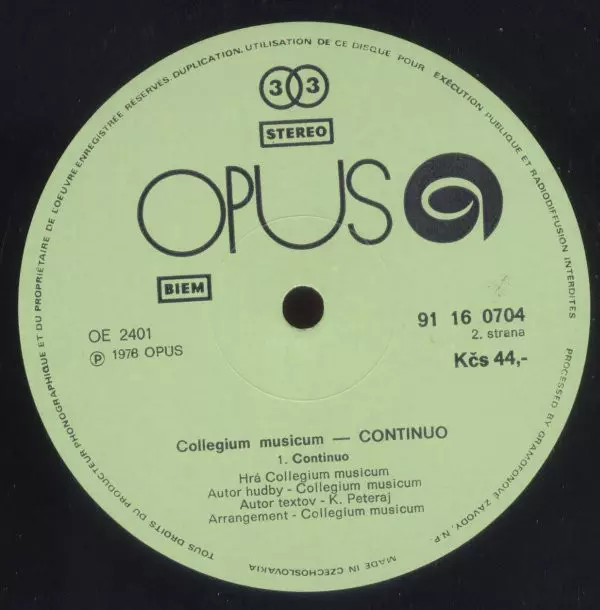 TOUS DROITS DU PRODUCTEUR PHONOGRAPHIQUE ET DU PROPRIÉTAIRE DE L'OEUVRE ENREGISTRÉE RÉSERVÉS. DUPLICATION, UTILISATION DE CE DISQUE POUR EXÉCUTION PUBLIQUE ET RADIODIFFUSION INTERDITES
33
STEREO
OPUS
BIEM
91 16 0704
OE 2401
2. strana
Ⓟ 1978 OPUS
Kčs 44,-
Collegium musicum — CONTINUO
1. Continuo
Hrá Collegium musicum
Autor hudby - Collegium musicum
Autor textov - K. Peteraj
Arrangement - Collegium musicum
PROCESSED BY GRAMOFONOVÉ ZÁVODY, N.P.
MADE IN CZECHOSLOVAKIA